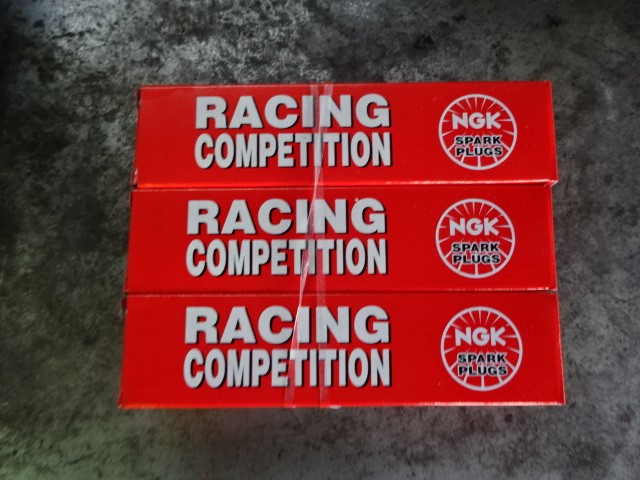 RACING
COMPETITION
NGK
SPARK
PLUGS
RACING
COMPETITION
NGK
SPARK
PLUGS
RACING
COMPETITION
NGK
SPARK
PLUGS